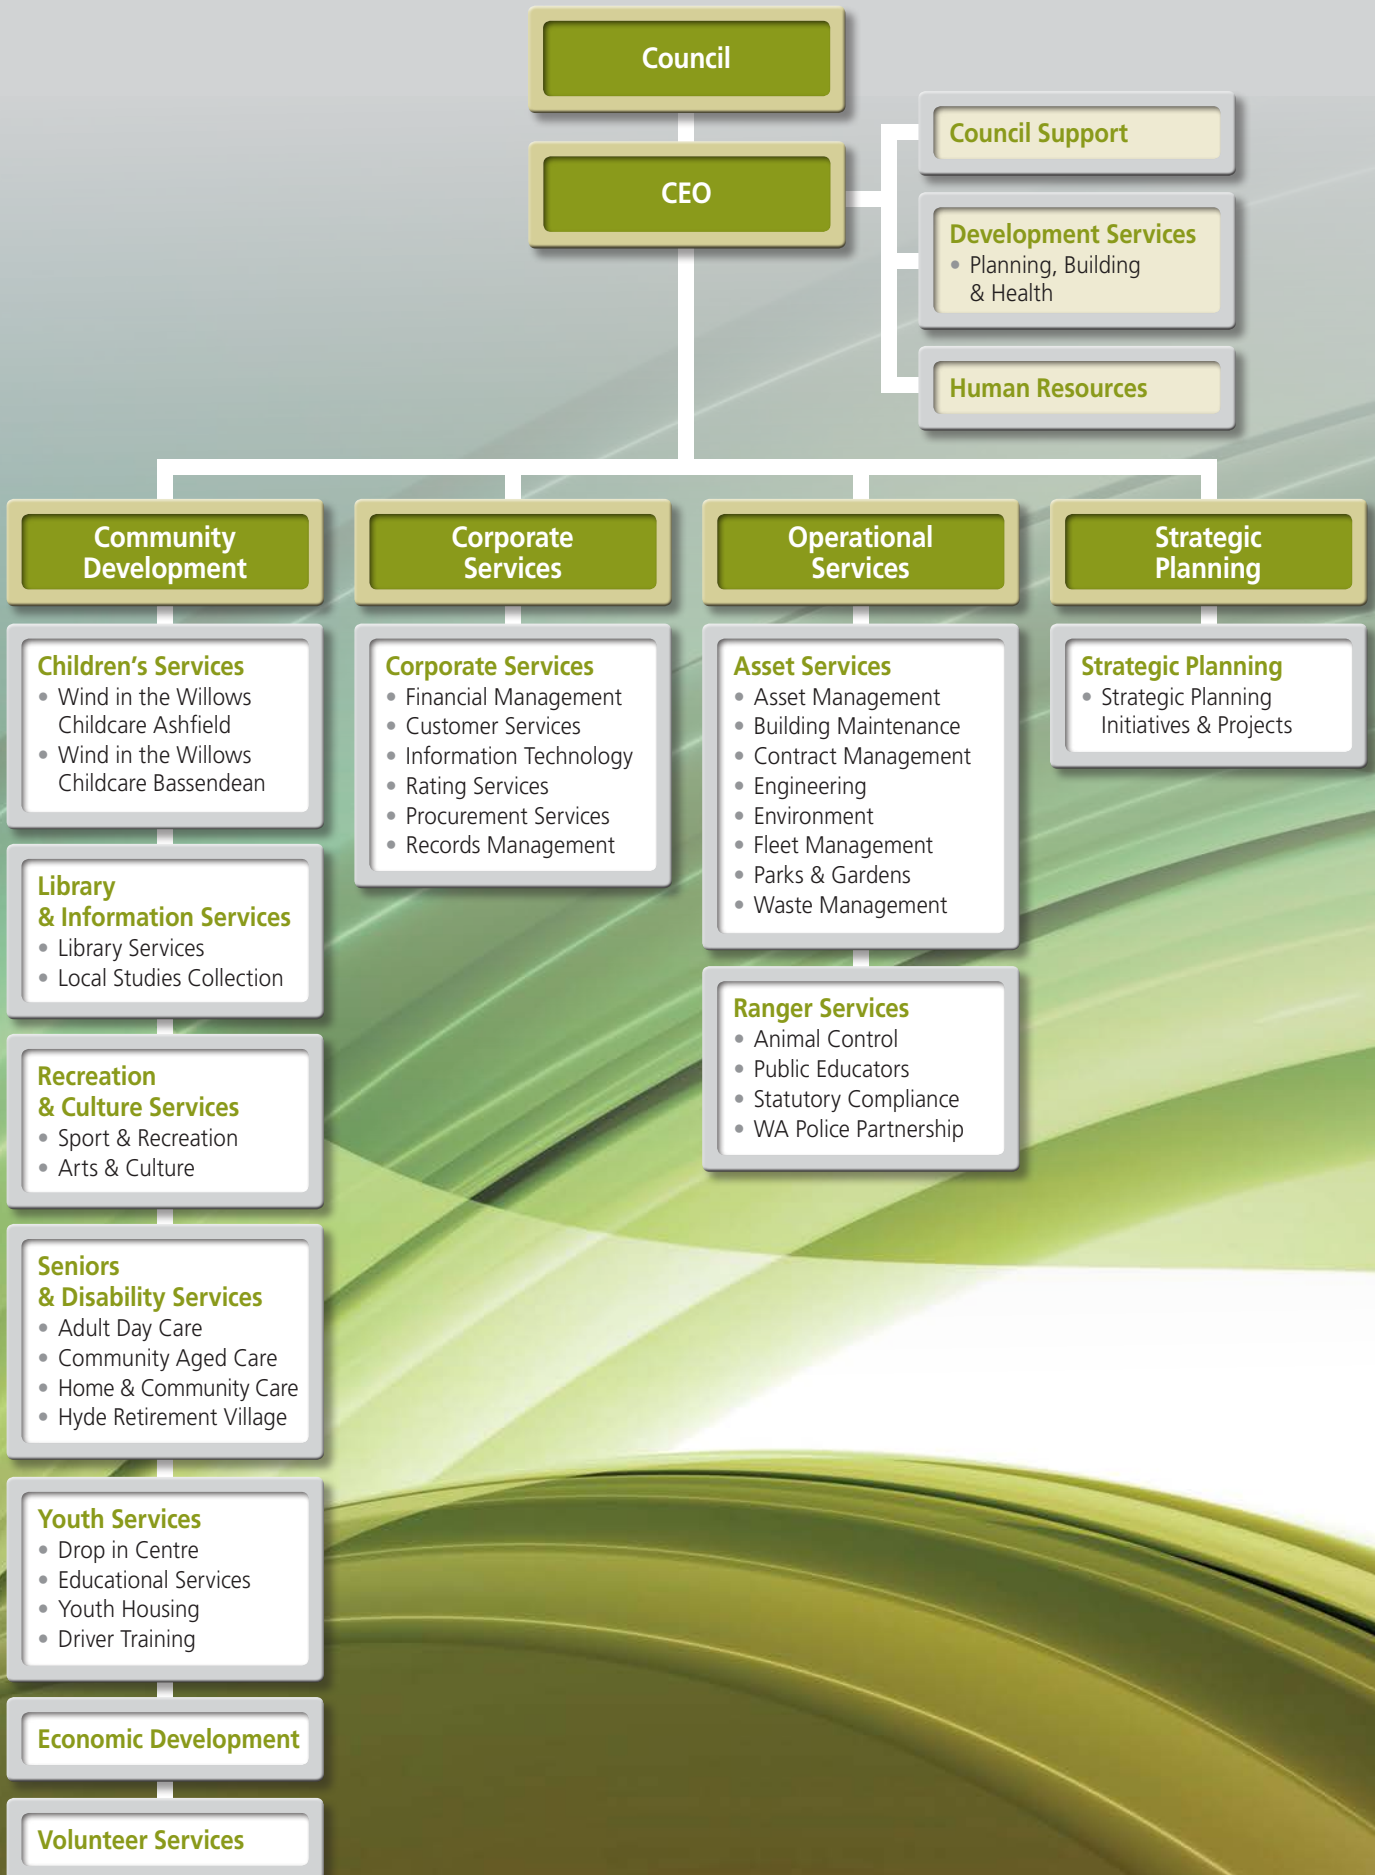 Council
CEO
Council Support
Development Services
• Planning, Building
& Health
Human Resources
Community
Development
Children's Services
• Wind in the Willows
Childcare Ashfield
• Wind in the Willows
Childcare Bassendean
Library
& Information Services
• Library Services
• Local Studies Collection
Recreation
& Culture Services
• Sport & Recreation
• Arts & Culture
Seniors
& Disability Services
• Adult Day Care
• Community Aged Care
• Home & Community Care
• Hyde Retirement Village
Youth Services
• Drop in Centre
• Educational Services
• Youth Housing
• Driver Training
Economic Development
Volunteer Services
Corporate
Services
Corporate Services
• Financial Management
• Customer Services
• Information Technology
• Rating Services
• Procurement Services
• Records Management
Operational
Services
Asset Services
• Asset Management
• Building Maintenance
• Contract Management
• Engineering
• Environment
• Fleet Management
• Parks & Gardens
• Waste Management
Ranger Services
• Animal Control
• Public Educators
• Statutory Compliance
• WA Police Partnership
Strategic
Planning
Strategic Planning
• Strategic Planning
Initiatives & Projects